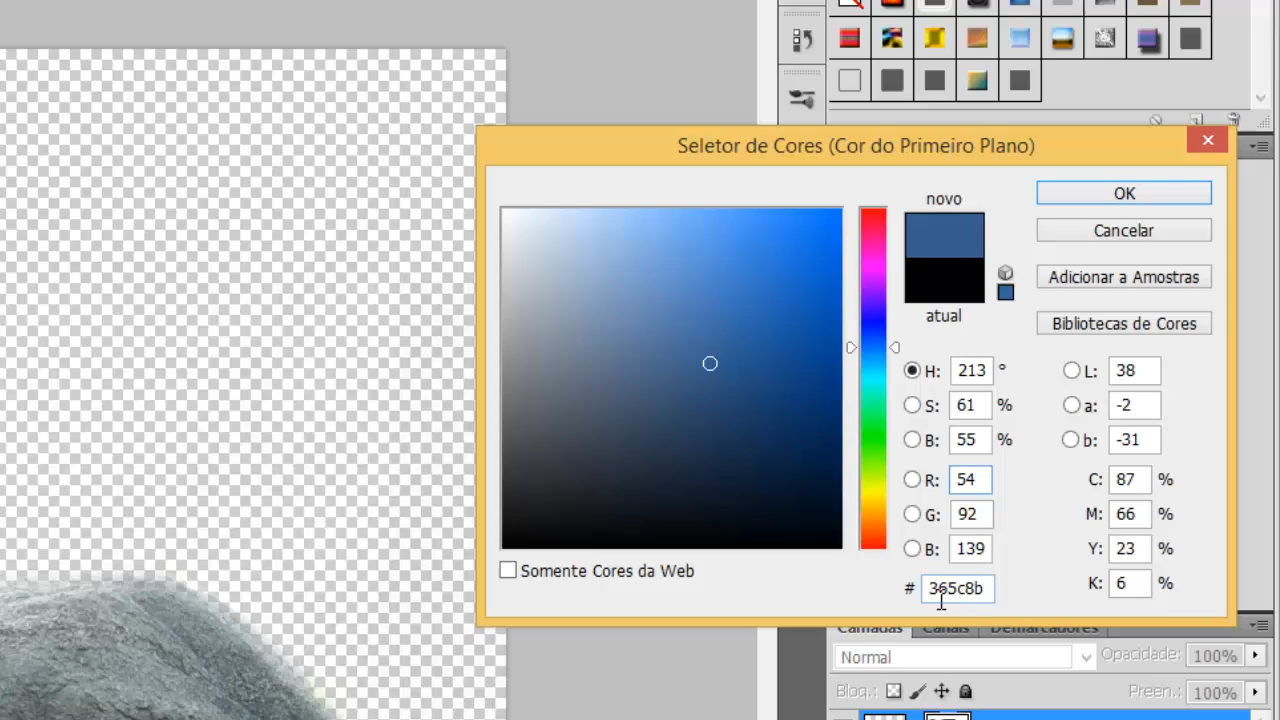 Seletor de Cores (Cor do Primeiro Plano)
novo
atual
OK
Cancelar
Adicionar a Amostras
Bibliotecas de Cores
H: 213 °
S: 61 %
B: 55 %
R: 54
G: 92
B: 139
# 365c8b
L: 38
a: -2
b: -31
C: 87 %
M: 66 %
Y: 23 %
K: 6 %
Somente Cores da Web
Camadas Canais Demarcadores
Normal Opacidade: 100%
Bloq.: Preen.: 100%